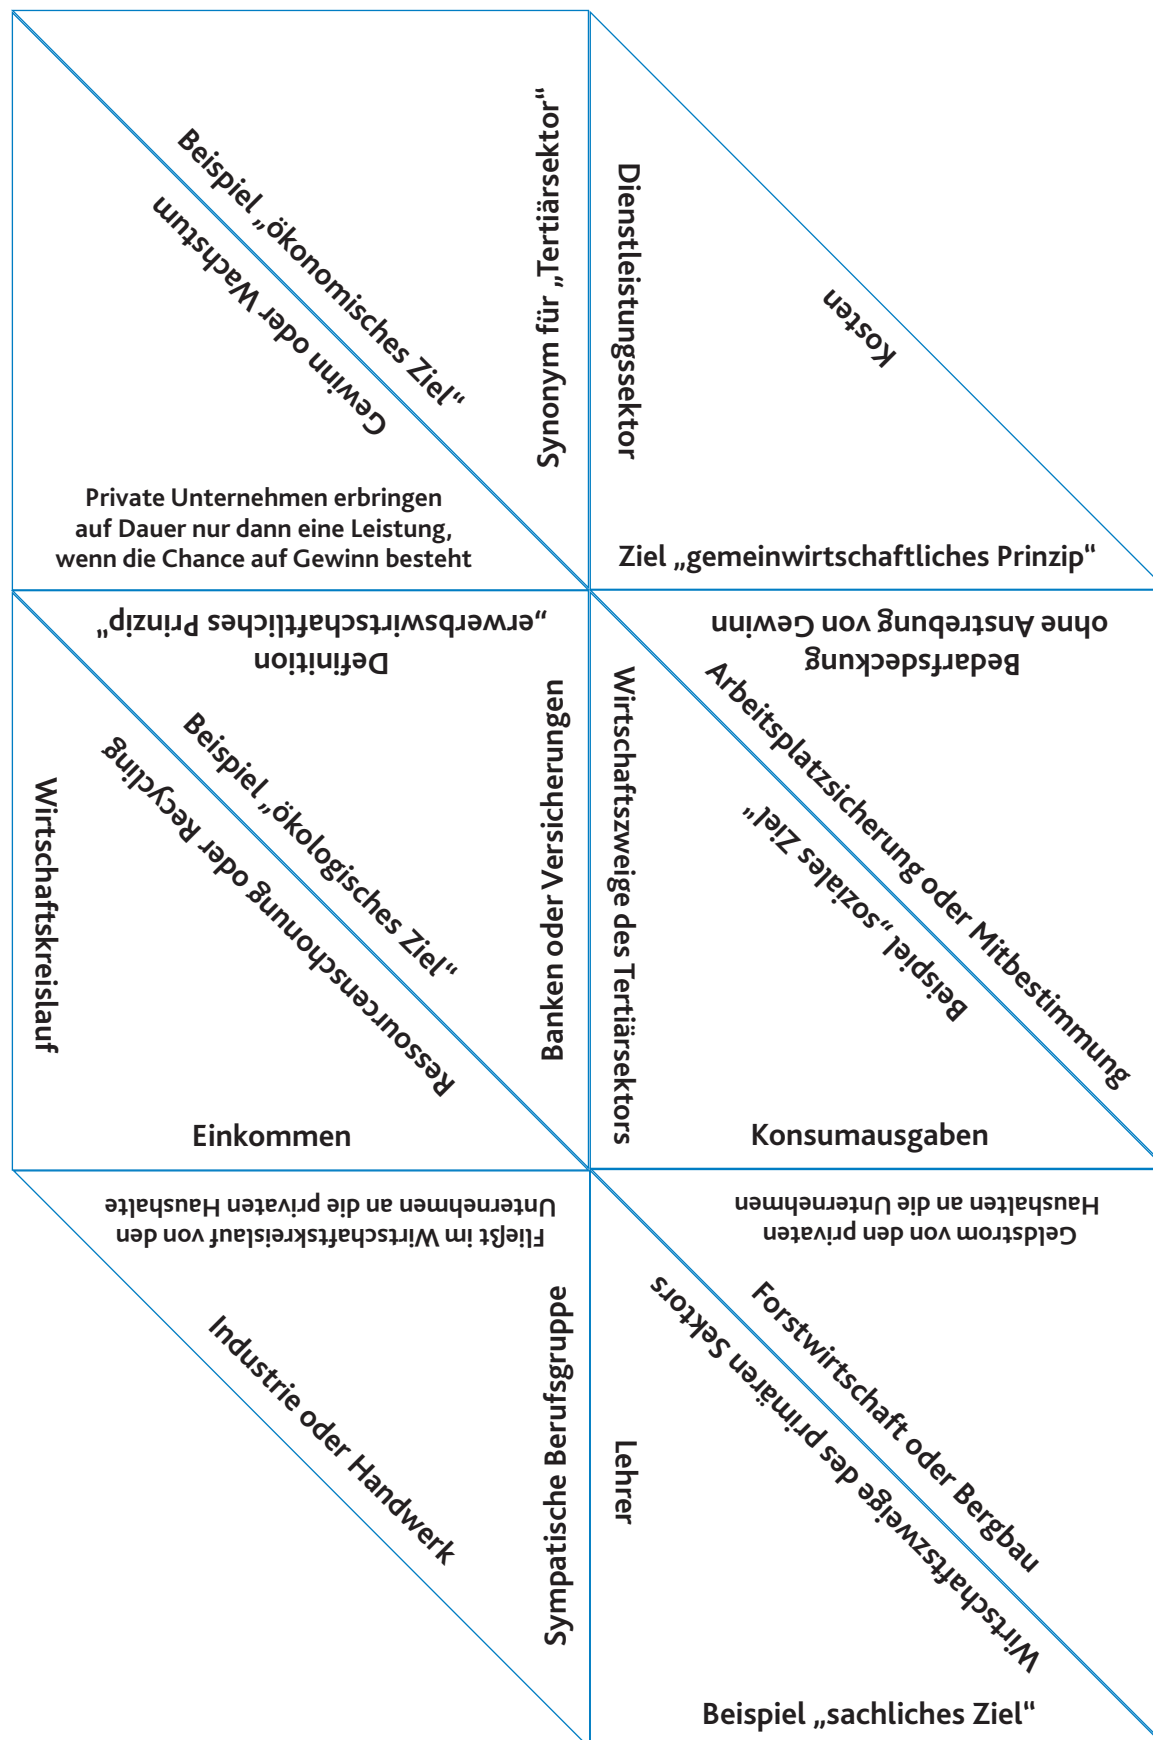 Beispiel „ökonomisches Ziel“
Gewinn oder Wachstum
Synonym für „Tertiärsektor“
Private Unternehmen erbringen
auf Dauer nur dann eine Leistung,
wenn die Chance auf Gewinn besteht
Dienstleistungssektor
Kosten
Ziel „gemeinwirtschaftliches Prinzip“
Definition
„erwerbswirtschaftliches Prinzip“
Beispiel „ökologisches Ziel“
Ressourcenschonung oder Recycling
Wirtschaftskreislauf
Banken oder Versicherungen
Einkommen
Bedarfsdeckung
ohne Anstrebung von Gewinn
Wirtschaftszweige des Tertiärsektors
Arbeitsplatzsicherung oder Mitbestimmung
Beispiel „soziales Ziel“
Konsumausgaben
Fließt im Wirtschaftskreislauf von den
Unternehmen an die privaten Haushalte
Sympatische Berufsgruppe
Industrie oder Handwerk
Geldstrom von den privaten
Haushalten an die Unternehmen
Forstwirtschaft oder Bergbau
Wirtschaftszweige des primären Sektors
Lehrer
Beispiel „sachliches Ziel“